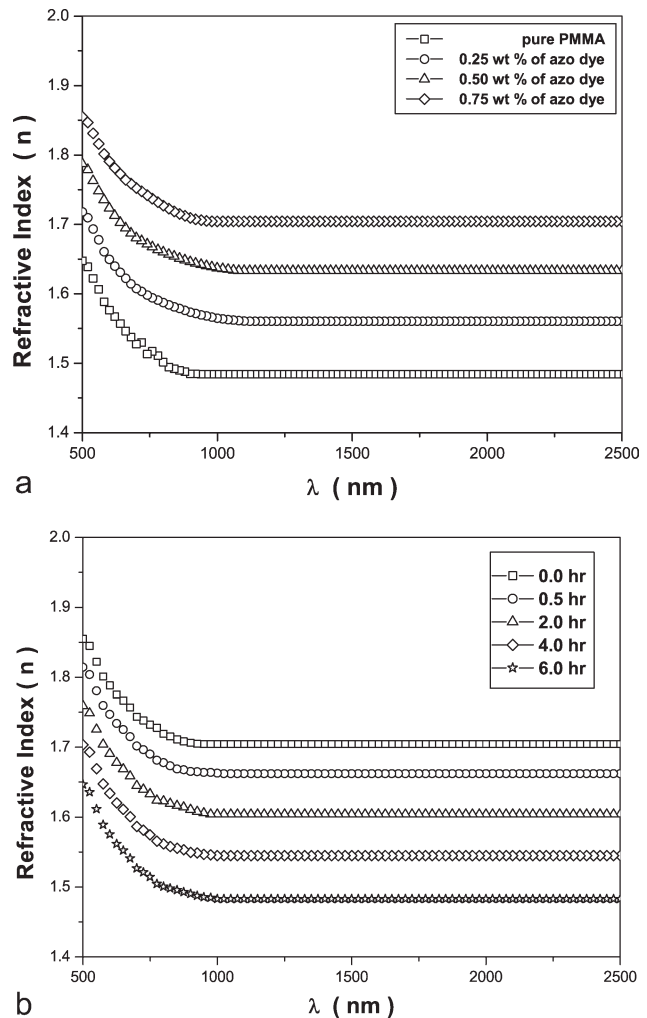 2.0
1.9
1.8
1.7
1.6
1.5
1.4
Refractive Index ( n )
pure PMMA
0.25 wt % of azo dye
0.50 wt % of azo dye
0.75 wt % of azo dye
500 1000 1500 2000 2500
λ ( nm )
a
2.0
1.9
1.8
1.7
1.6
1.5
1.4
Refractive Index ( n )
0.0 hr
0.5 hr
2.0 hr
4.0 hr
6.0 hr
500 1000 1500 2000 2500
λ ( nm )
b